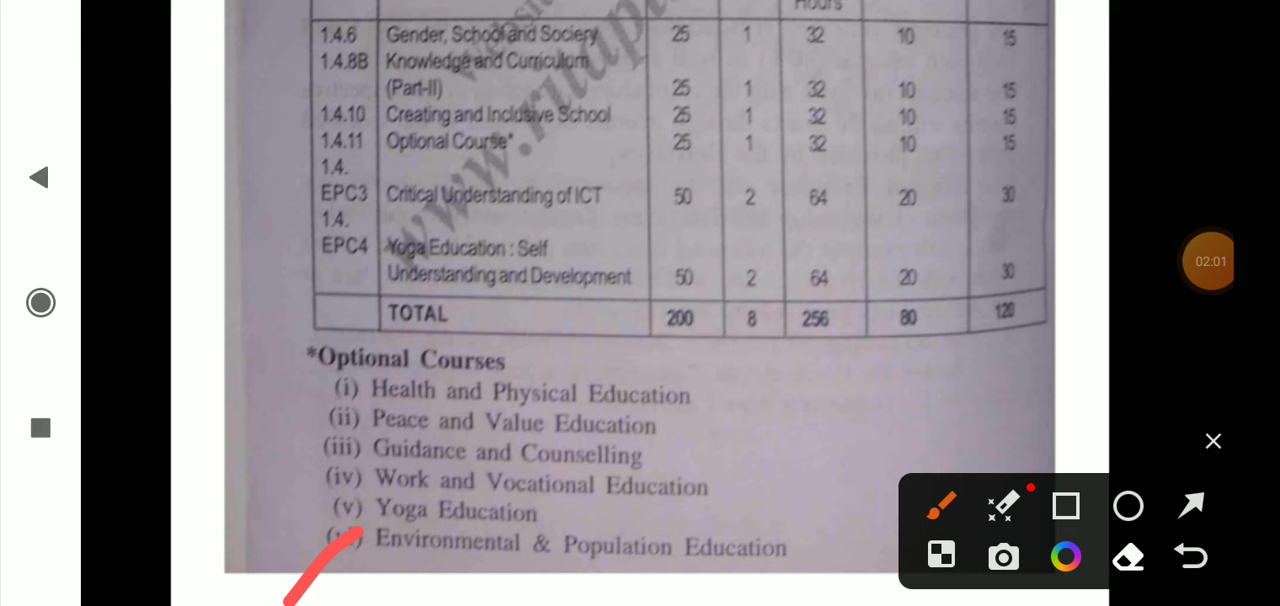 Hours
1.4.6 Gender, School and Society 25 1 32 10 15
1.4.8B Knowledge and Curriculum
(Part-II) 25 1 32 10 15
1.4.10 Creating and Inclusive School 25 1 32 10 15
1.4.11 Optional Course* 25 1 32 10 15
1.4.
EPC3 Critical Understanding of ICT 50 2 64 20 30
1.4.
EPC4 Yoga Education : Self
Understanding and Development 50 2 64 20 30
TOTAL 200 8 256 80 120
*Optional Courses
(i) Health and Physical Education
(ii) Peace and Value Education
(iii) Guidance and Counselling
(iv) Work and Vocational Education
(v) Yoga Education
Environmental & Population Education
02:01